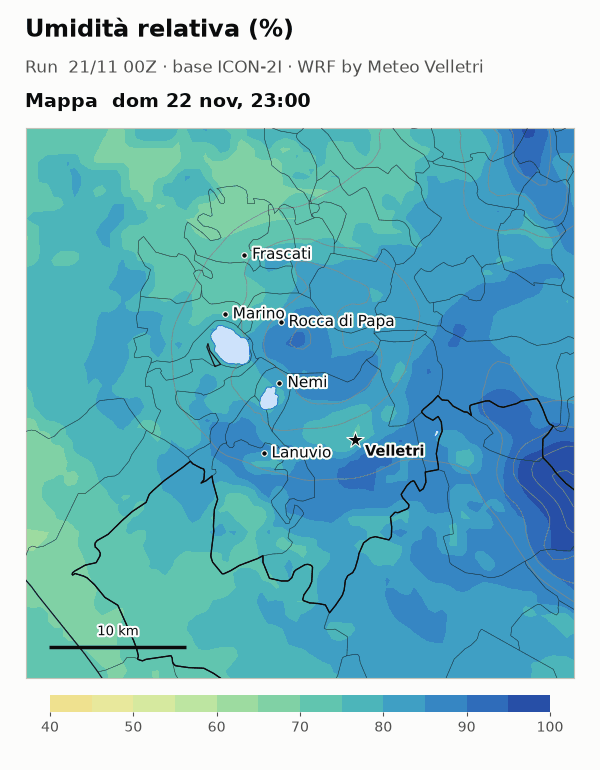 Umidità relativa (%)
Run 21/11 00Z · base ICON-2I · WRF by Meteo Velletri
Mappa dom 22 nov, 23:00
Frascati
Marino
Rocca di Papa
Nemi
Velletri
Lanuvio
10 km
40 50 60 70 80 90 100